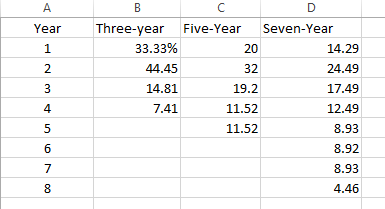 A B C D
Year Three-year Five-Year Seven-Year
1 33.33% 20 14.29
2 44.45 32 24.49
3 14.81 19.2 17.49
4 7.41 11.52 12.49
5 11.52 8.93
6 8.92
7 8.93
8 4.46